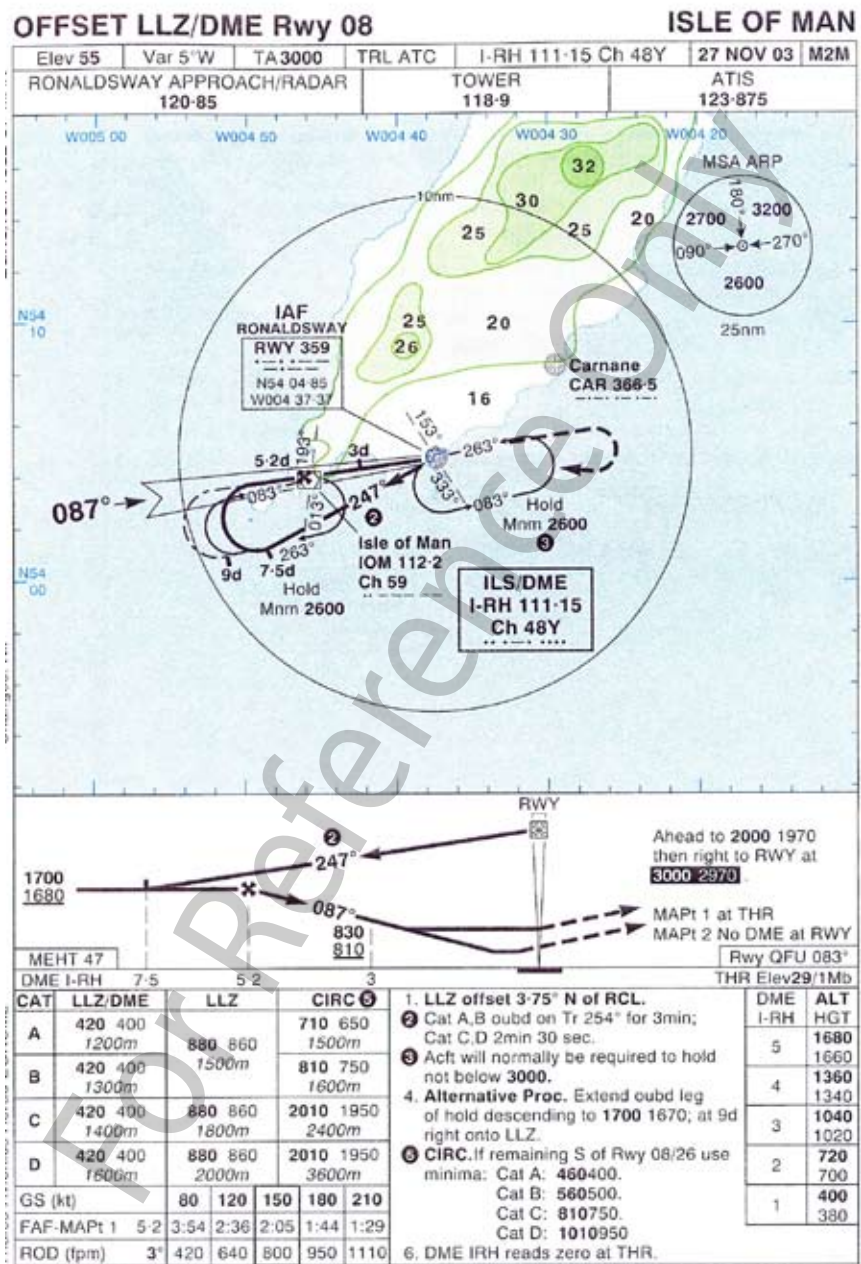 OFFSET LLZ/DME Rwy 08
ISLE OF MAN
Elev 55
Var 5°W
TA 3000
TRL ATC
I-RH 111·15 Ch 48Y
27 NOV 03
M2M
RONALDSWAY APPROACH/RADAR
120·85
TOWER
118·9
ATIS
123·875
W005 00
W004 50
W004 40
W004 30
W004 20
MSA ARP
180°
2700
3200
090°
270°
2600
25nm
10nm
32
30
25
25
20
25
20
26
16
N54
10
IAF
RONALDSWAY
RWY 359
N54 04·85
W004 37·37
Carnane
CAR 366·5
153°
263°
333°
083°
Hold
Mnm 2600
3
193°
5·2d
3d
087°
083°
013°
247°
2
263°
9d
7·5d
Hold
Mnm 2600
Isle of Man
IOM 112·2
Ch 59
ILS/DME
I-RH 111·15
Ch 48Y
N54
00
For Reference Only
RWY
2
247°
1700
1680
087°
830
810
Ahead to 2000 1970
then right to RWY at
3000 2970
MAPt 1 at THR
MAPt 2 No DME at RWY
MEHT 47
Rwy QFU 083°
DME I-RH 7·5 5·2 3
THR Elev 29/1Mb
CAT LLZ/DME LLZ CIRC 5
A 420 400 1200m 880 860 1500m 710 650 1500m
B 420 400 1300m 810 750 1600m
C 420 400 1400m 880 860 1800m 2010 1950 2400m
D 420 400 1600m 880 860 2000m 2010 1950 3600m
GS (kt) 80 120 150 180 210
FAF-MAPt 1 5·2 3:54 2:36 2:05 1:44 1:29
ROD (fpm) 3° 420 640 800 950 1110
1. LLZ offset 3·75° N of RCL.
2 Cat A,B oubd on Tr 254° for 3min;
Cat C,D 2min 30 sec.
3 Acft will normally be required to hold
not below 3000.
4. Alternative Proc. Extend oubd leg
of hold descending to 1700 1670; at 9d
right onto LLZ.
5 CIRC. If remaining S of Rwy 08/26 use
minima: Cat A: 460400.
Cat B: 560500.
Cat C: 810750.
Cat D: 1010950
6. DME IRH reads zero at THR.
DME I-RH ALT HGT
5 1680 1660
4 1360 1340
3 1040 1020
2 720 700
1 400 380